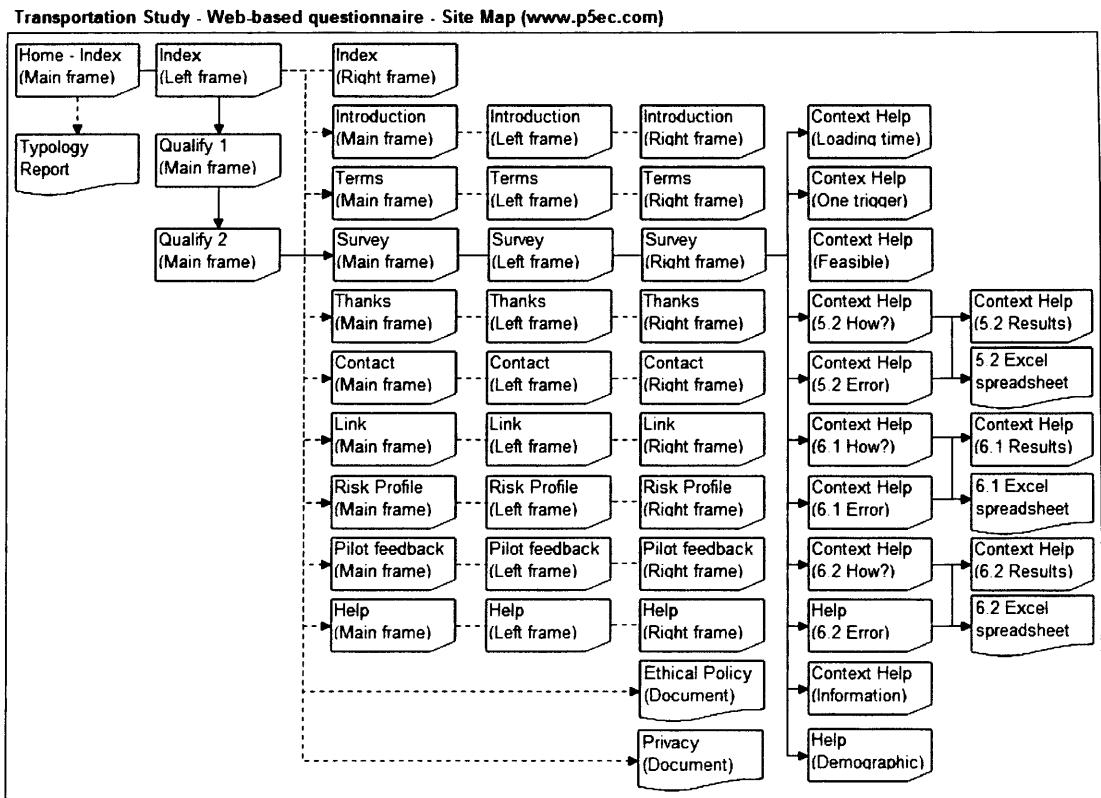 Transportation Study - Web-based questionnaire - Site Map (www.p5ec.com)
Home - Index
(Main frame)
Index
(Left frame)
Index
(Right frame)
Typology
Report
Qualify 1
(Main frame)
Qualify 2
(Main frame)
Introduction
(Main frame)
Introduction
(Left frame)
Introduction
(Right frame)
Context Help
(Loading time)
Terms
(Main frame)
Terms
(Left frame)
Terms
(Right frame)
Contex Help
(One trigger)
Survey
(Main frame)
Survey
(Left frame)
Survey
(Right frame)
Context Help
(Feasible)
Thanks
(Main frame)
Thanks
(Left frame)
Thanks
(Right frame)
Context Help
(5.2 How?)
Context Help
(5.2 Results)
Contact
(Main frame)
Contact
(Left frame)
Contact
(Right frame)
Context Help
(5.2 Error)
5.2 Excel
spreadsheet
Link
(Main frame)
Link
(Left frame)
Link
(Right frame)
Context Help
(6.1 How?)
Context Help
(6.1 Results)
Risk Profile
(Main frame)
Risk Profile
(Left frame)
Risk Profile
(Right frame)
Context Help
(6.1 Error)
6.1 Excel
spreadsheet
Pilot feedback
(Main frame)
Pilot feedback
(Left frame)
Pilot feedback
(Right frame)
Context Help
(6.2 How?)
Context Help
(6.2 Results)
Help
(Main frame)
Help
(Left frame)
Help
(Right frame)
Help
(6.2 Error)
6.2 Excel
spreadsheet
Ethical Policy
(Document)
Context Help
(Information)
Privacy
(Document)
Help
(Demographic)